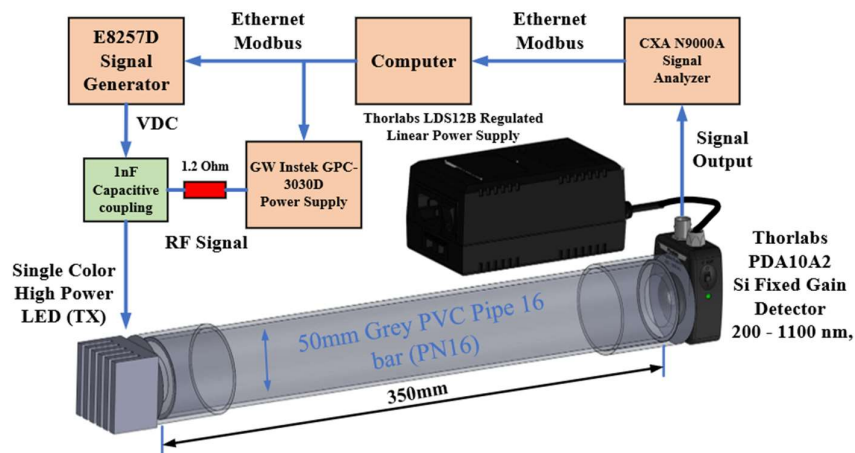 E8257D
Signal
Generator
Ethernet
Modbus
Computer
Ethernet
Modbus
CXA N9000A
Signal
Analyzer
Thorlabs LDS12B Regulated
Linear Power Supply
VDC
Signal
Output
1nF
Capacitive
coupling
1.2 Ohm
GW Instek GPC-
3030D
Power Supply
RF Signal
Single Color
High Power
LED (TX)
Thorlabs
PDA10A2
Si Fixed Gain
Detector
200 - 1100 nm,
50mm Grey PVC Pipe 16
bar (PN16)
350mm